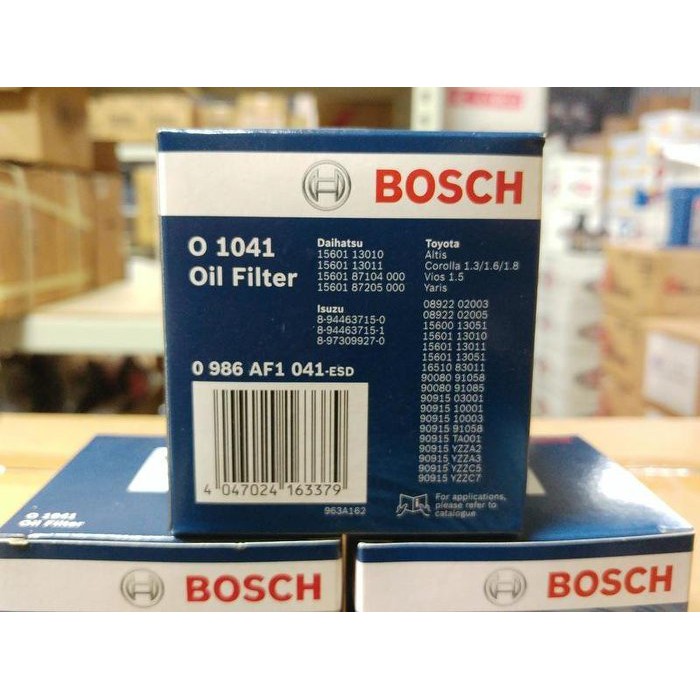 BOSCH
O 1041
Oil Filter
Daihatsu
15601 13010
15601 13011
15601 87104 000
15601 87205 000
Isuzu
8-94463715-0
8-94463715-1
8-97309927-0
Toyota
Altis
Corolla 1.3/1.6/1.8
Vios 1.5
Yaris
08922 02003
08922 02005
15600 13051
15601 13010
15601 13011
15601 13051
16510 83011
90080 91058
90080 91085
90915 03001
90915 10001
90915 10003
90915 91058
90915 TA001
90915 YZZA2
90915 YZZA3
90915 YZZC5
90915 YZZC7
0 986 AF1 041-ESD
4 047024 163379
963A162
For applications,
please refer to
catalogue
O 1041
Oil Filter
BOSCH
BOSCH